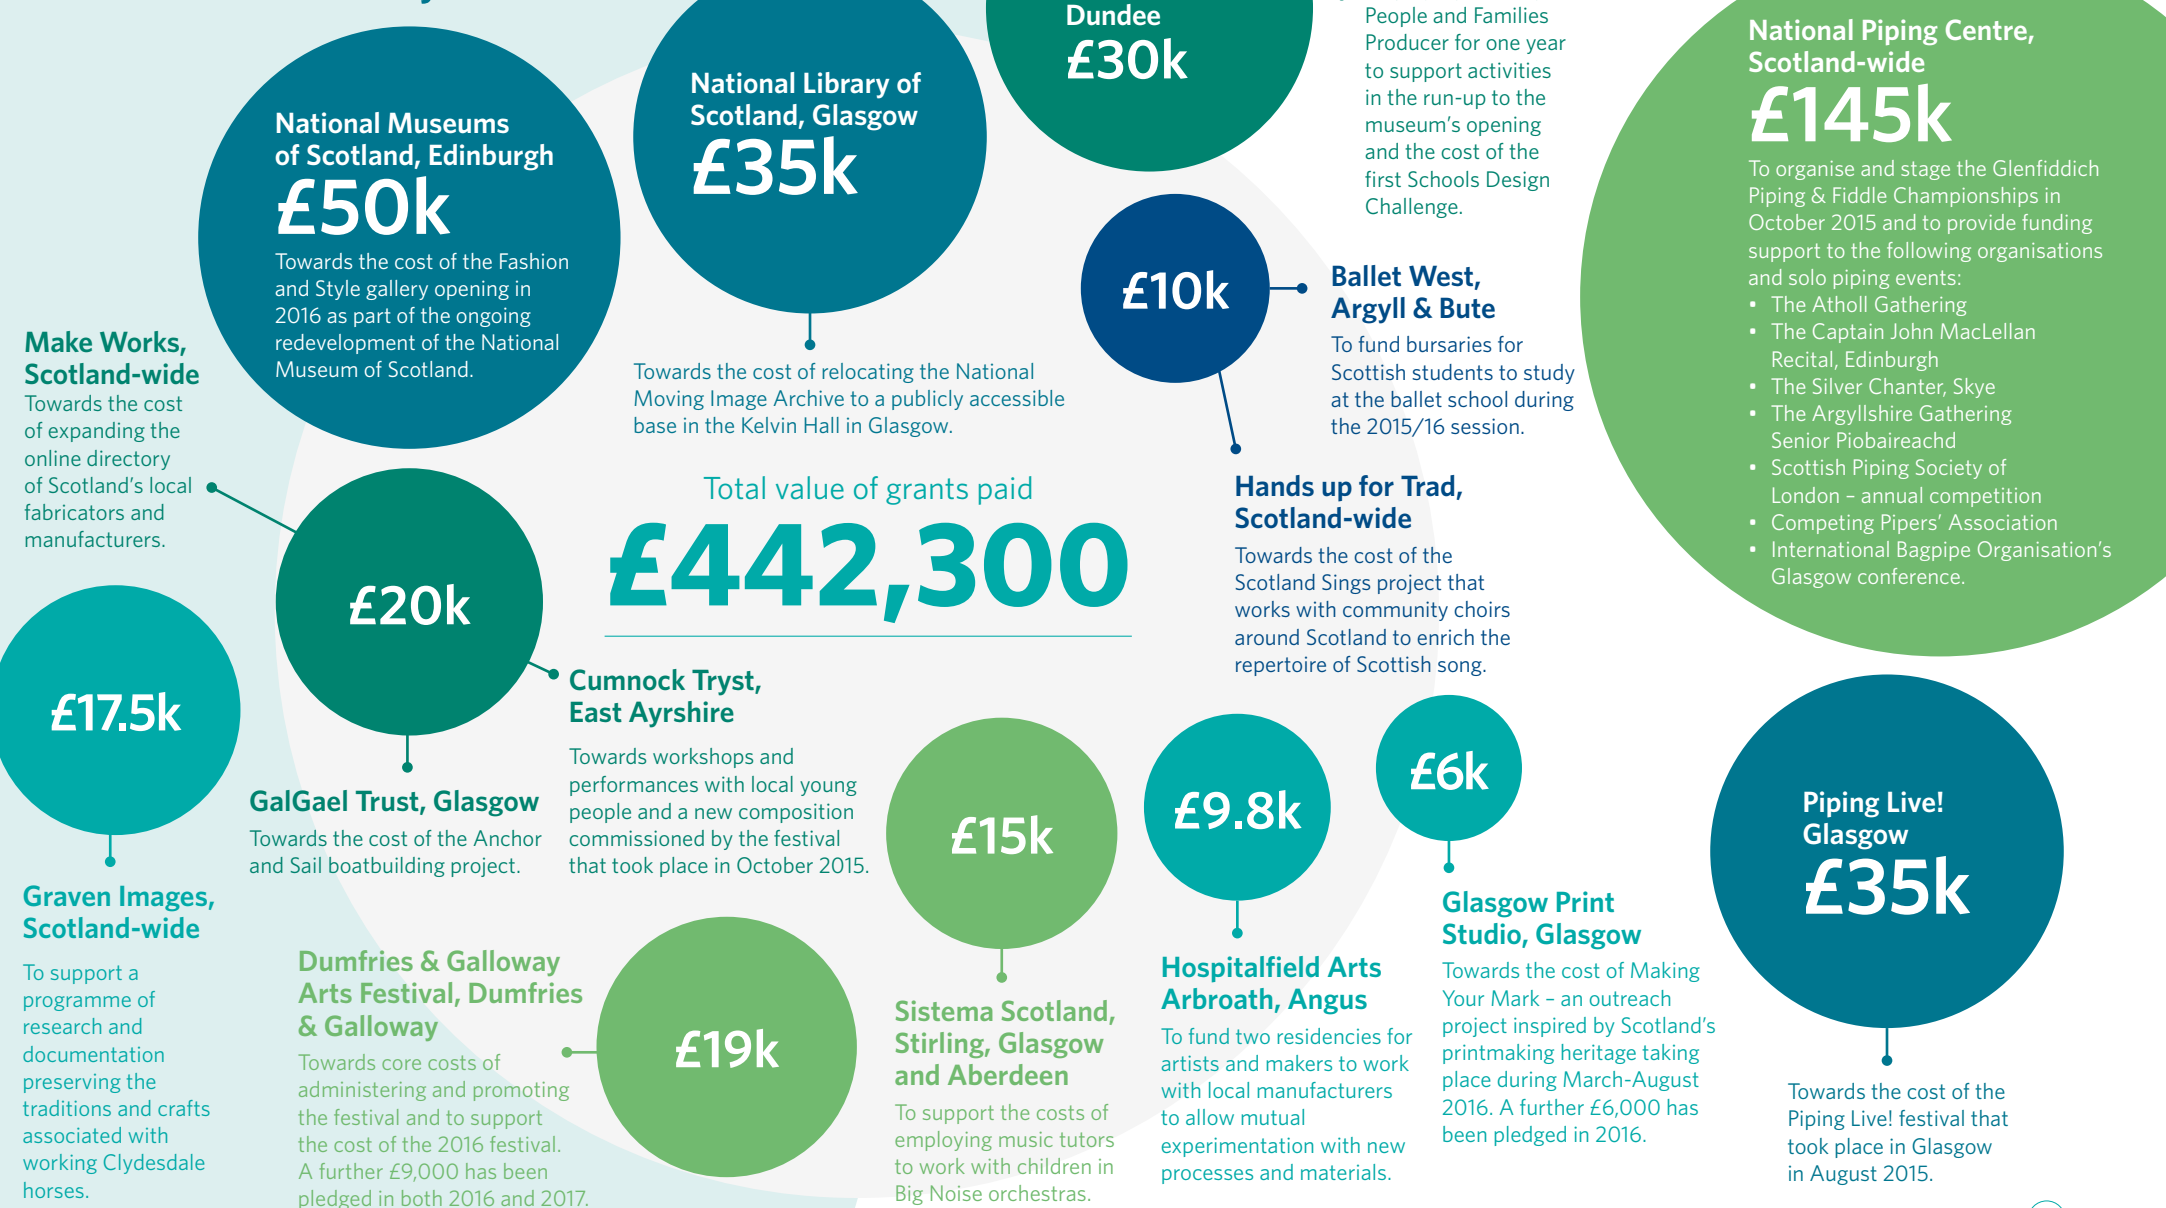 National Museums
of Scotland, Edinburgh
£50k
Towards the cost of the Fashion
and Style gallery opening in
2016 as part of the ongoing
redevelopment of the National
Museum of Scotland.
National Library of
Scotland, Glasgow
£35k
Towards the cost of relocating the National
Moving Image Archive to a publicly accessible
base in the Kelvin Hall in Glasgow.
Dundee
£30k
People and Families
Producer for one year
to support activities
in the run-up to the
museum's opening
and the cost of the
first Schools Design
Challenge.
National Piping Centre,
Scotland-wide
£145k
To organise and stage the Glenfiddich
Piping & Fiddle Championships in
October 2015 and to provide funding
support to the following organisations
and solo piping events:
• The Atholl Gathering
• The Captain John MacLellan
Recital, Edinburgh
• The Silver Chanter, Skye
• The Argyllshire Gathering
Senior Piobaireachd
• Scottish Piping Society of
London – annual competition
• Competing Pipers' Association
• International Bagpipe Organisation's
Glasgow conference.
£10k
Ballet West,
Argyll & Bute
To fund bursaries for
Scottish students to study
at the ballet school during
the 2015/16 session.
Hands up for Trad,
Scotland-wide
Towards the cost of the
Scotland Sings project that
works with community choirs
around Scotland to enrich the
repertoire of Scottish song.
Make Works,
Scotland-wide
Towards the cost
of expanding the
online directory
of Scotland's local
fabricators and
manufacturers.
£20k
Total value of grants paid
£442,300
Cumnock Tryst,
East Ayrshire
Towards workshops and
performances with local young
people and a new composition
commissioned by the festival
that took place in October 2015.
GalGael Trust, Glasgow
Towards the cost of the Anchor
and Sail boatbuilding project.
£17.5k
Graven Images,
Scotland-wide
To support a
programme of
research and
documentation
preserving the
traditions and crafts
associated with
working Clydesdale
horses.
Dumfries & Galloway
Arts Festival, Dumfries
& Galloway
Towards core costs of
administering and promoting
the festival and to support
the cost of the 2016 festival.
A further £9,000 has been
pledged in both 2016 and 2017.
£19k
£15k
Sistema Scotland,
Stirling, Glasgow
and Aberdeen
To support the costs of
employing music tutors
to work with children in
Big Noise orchestras.
£9.8k
Hospitalfield Arts
Arbroath, Angus
To fund two residencies for
artists and makers to work
with local manufacturers
to allow mutual
experimentation with new
processes and materials.
£6k
Glasgow Print
Studio, Glasgow
Towards the cost of Making
Your Mark – an outreach
project inspired by Scotland's
printmaking heritage taking
place during March-August
2016. A further £6,000 has
been pledged in 2016.
Piping Live!
Glasgow
£35k
Towards the cost of the
Piping Live! festival that
took place in Glasgow
in August 2015.